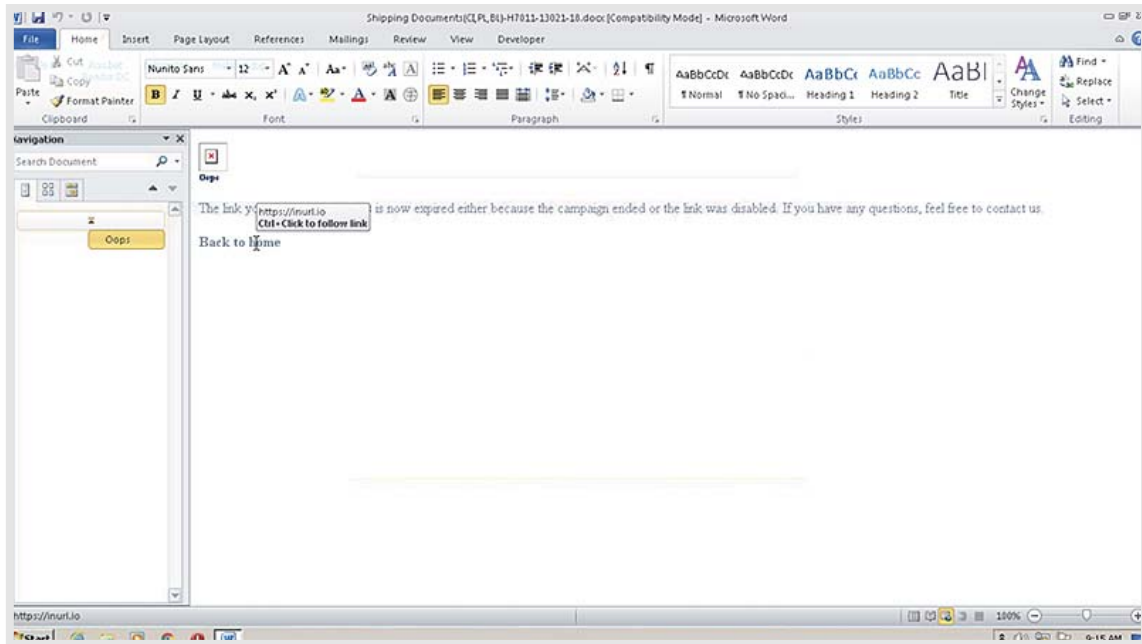 Shipping Documents(CI,PL,BL)-H7811-13021-18.docx [Compatibility Mode] - Microsoft Word
File Home Insert Page Layout References Mailings Review View Developer
Cut
Copy
Paste
Format Painter
Nunito Sans 12
AaBbCcDc AaBbCcDc AaBbCc AaBbCc AaBl
¶ Normal ¶ No Spaci... Heading 1 Heading 2 Title
Change Styles
Find
Replace
Select
Clipboard Font Paragraph Styles Editing
Navigation
Search Document
Oops
Oops
The link y is now expired either because the campaign ended or the link was disabled. If you have any questions, feel free to contact us.
https://inurl.io
Ctrl+Click to follow link
Back to home
https://inurl.io
100%
Start
9:15 AM